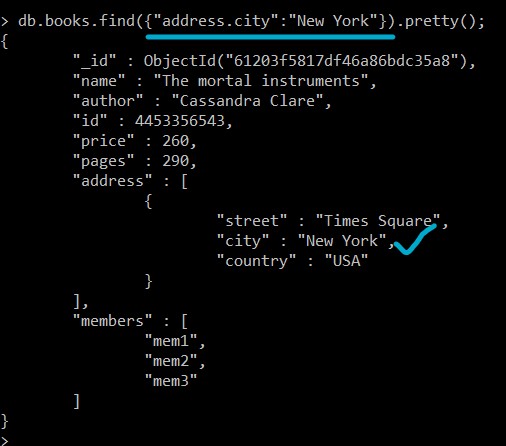 > db.books.find({"address.city":"New York"}).pretty();
{
"_id" : ObjectId("61203f5817df46a86bdc35a8"),
"name" : "The mortal instruments",
"author" : "Cassandra Clare",
"id" : 4453356543,
"price" : 260,
"pages" : 290,
"address" : [
{
"street" : "Times Square",
"city" : "New York",
"country" : "USA"
}
],
"members" : [
"mem1",
"mem2",
"mem3"
]
}
>